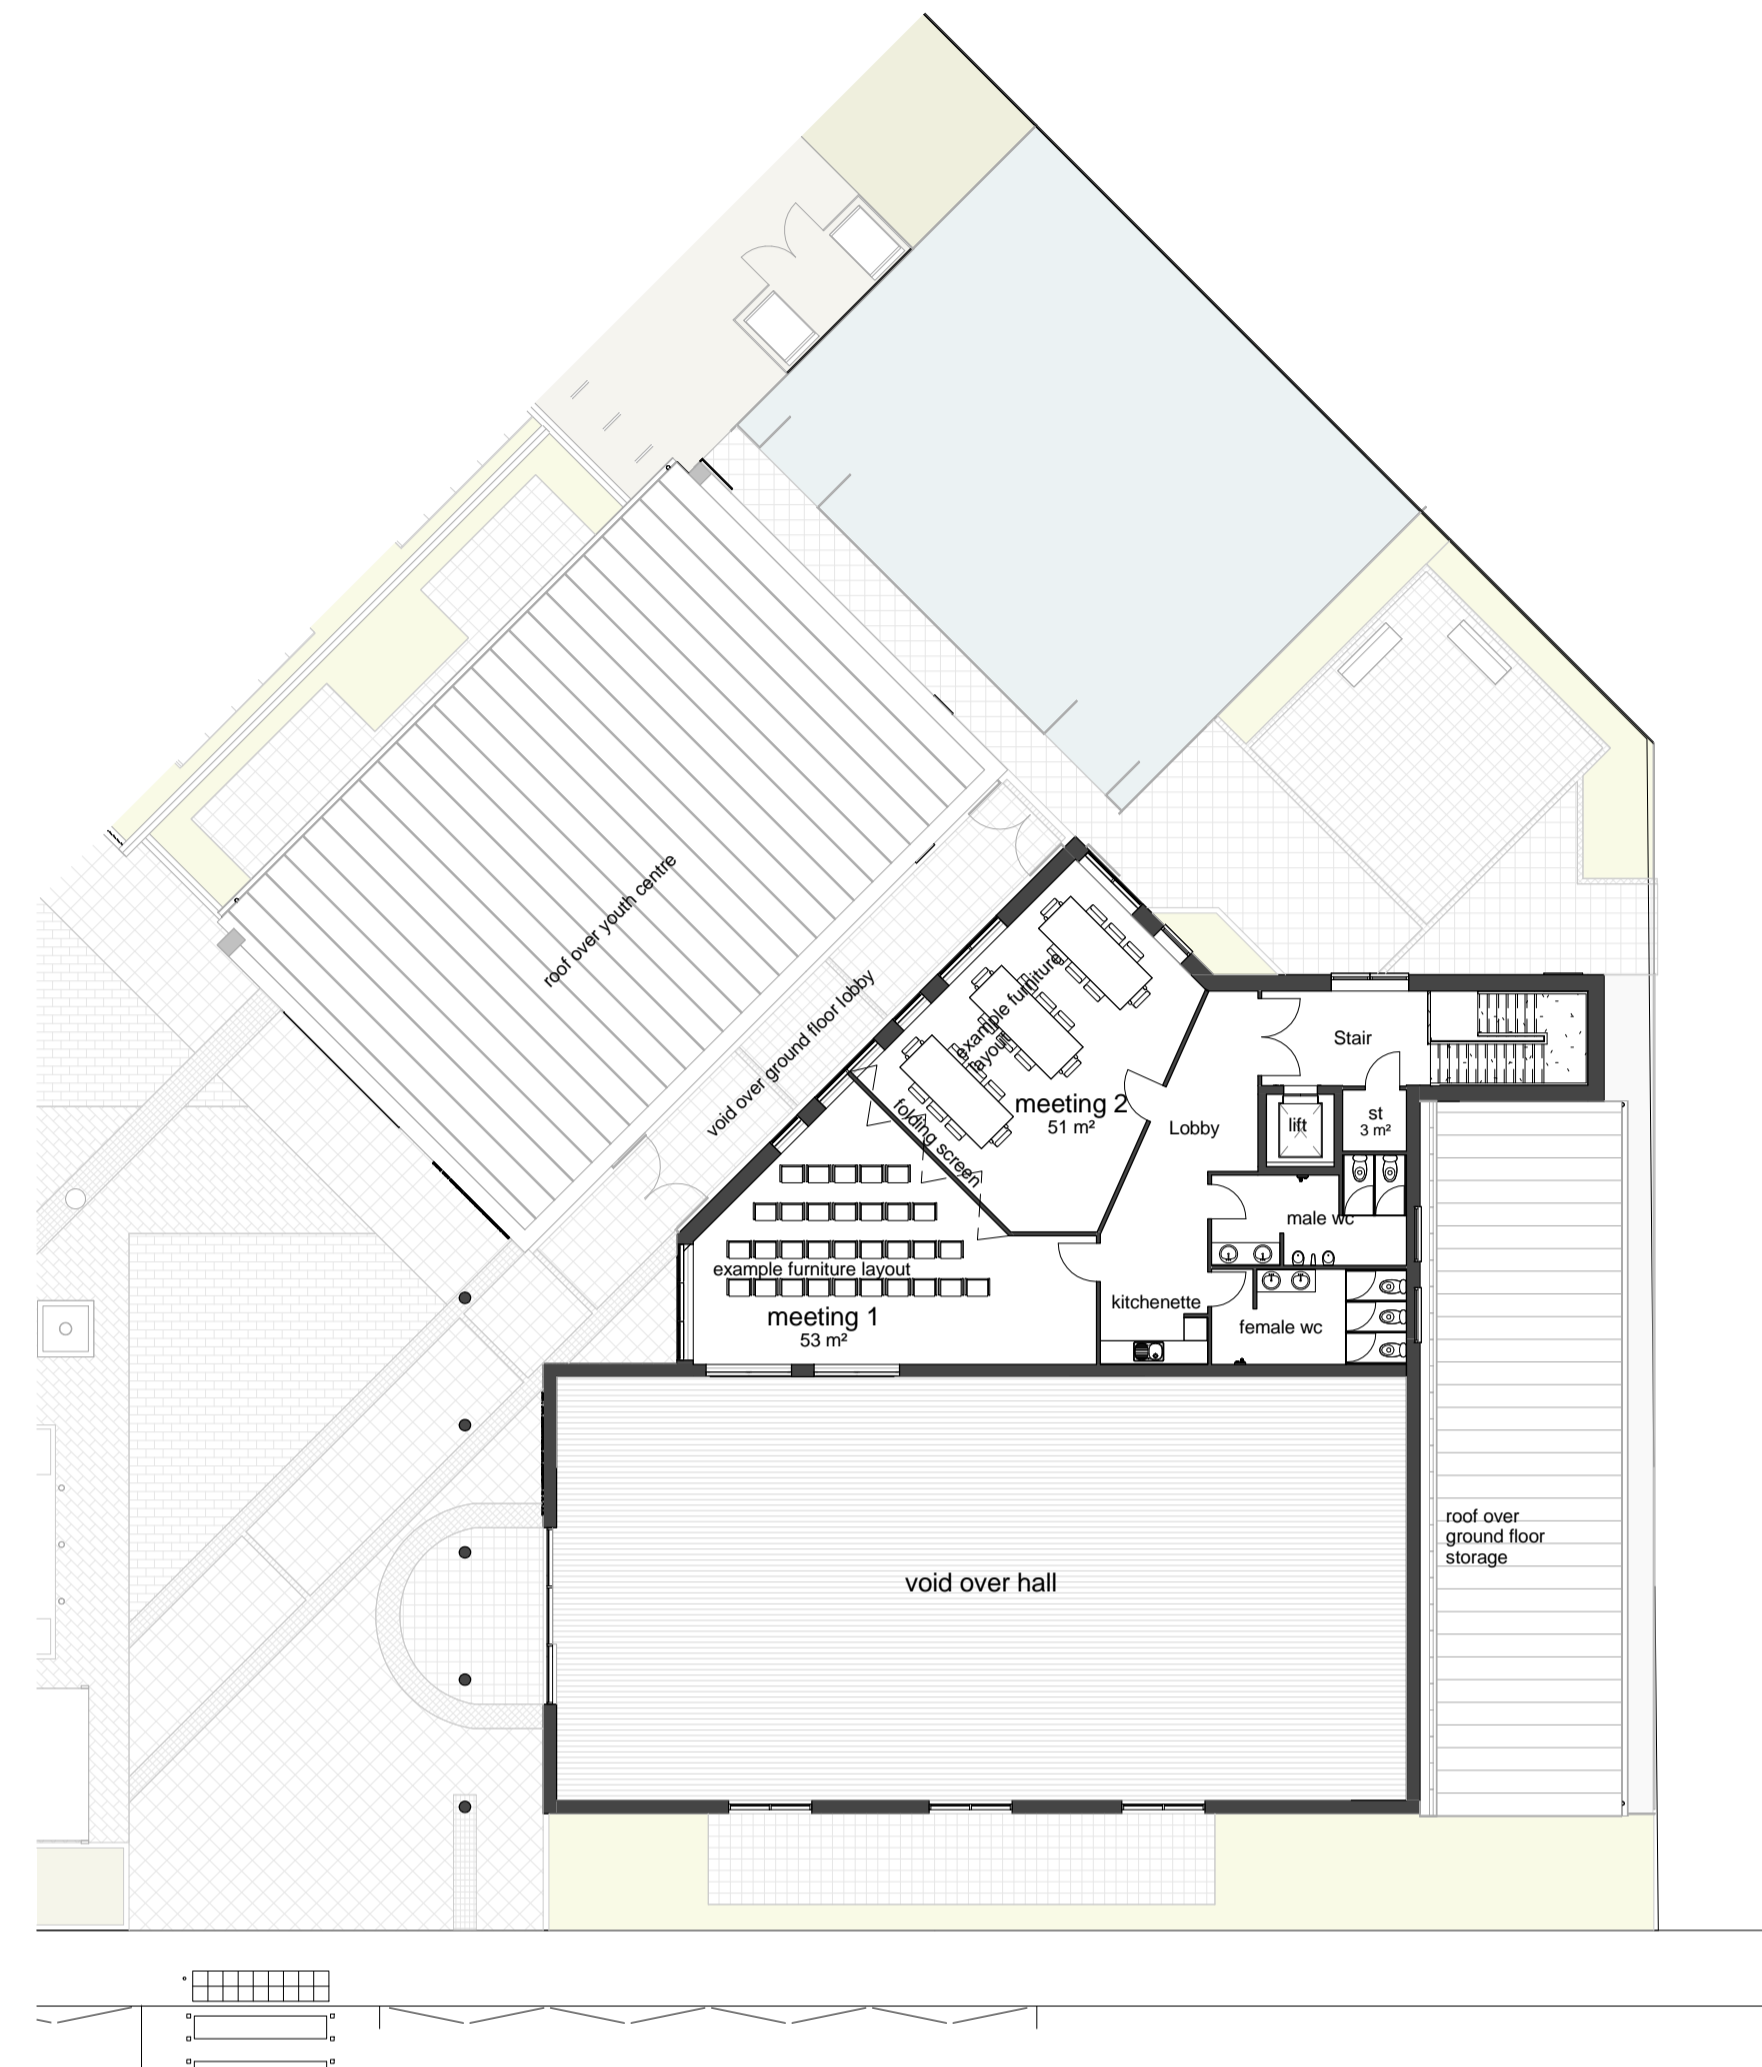 roof over youth centre
void over ground floor lobby
example furniture
layout
Stair
meeting 2
51 m²
folding screen
Lobby
lift
st
3 m²
male wc
example furniture layout
meeting 1
53 m²
kitchenette
female wc
roof over
ground floor
storage
void over hall